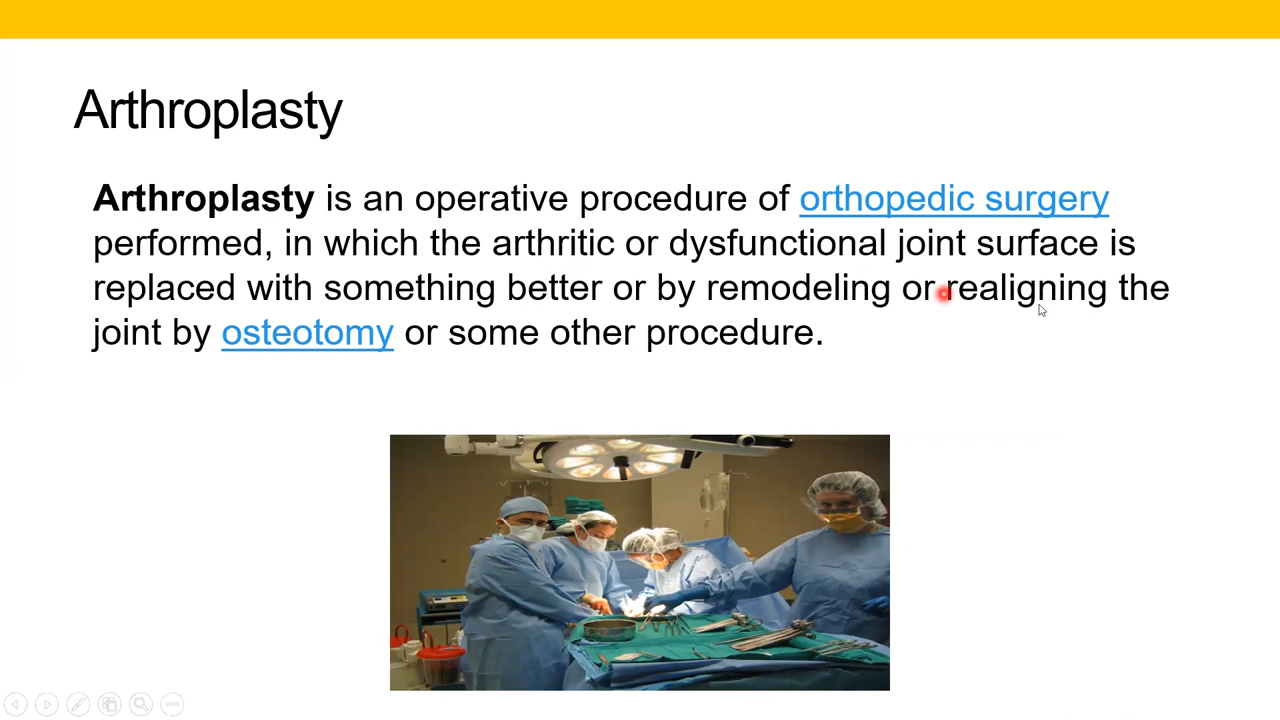 Arthroplasty
Arthroplasty is an operative procedure of orthopedic surgery
performed, in which the arthritic or dysfunctional joint surface is
replaced with something better or by remodeling or realigning the
joint by osteotomy or some other procedure.